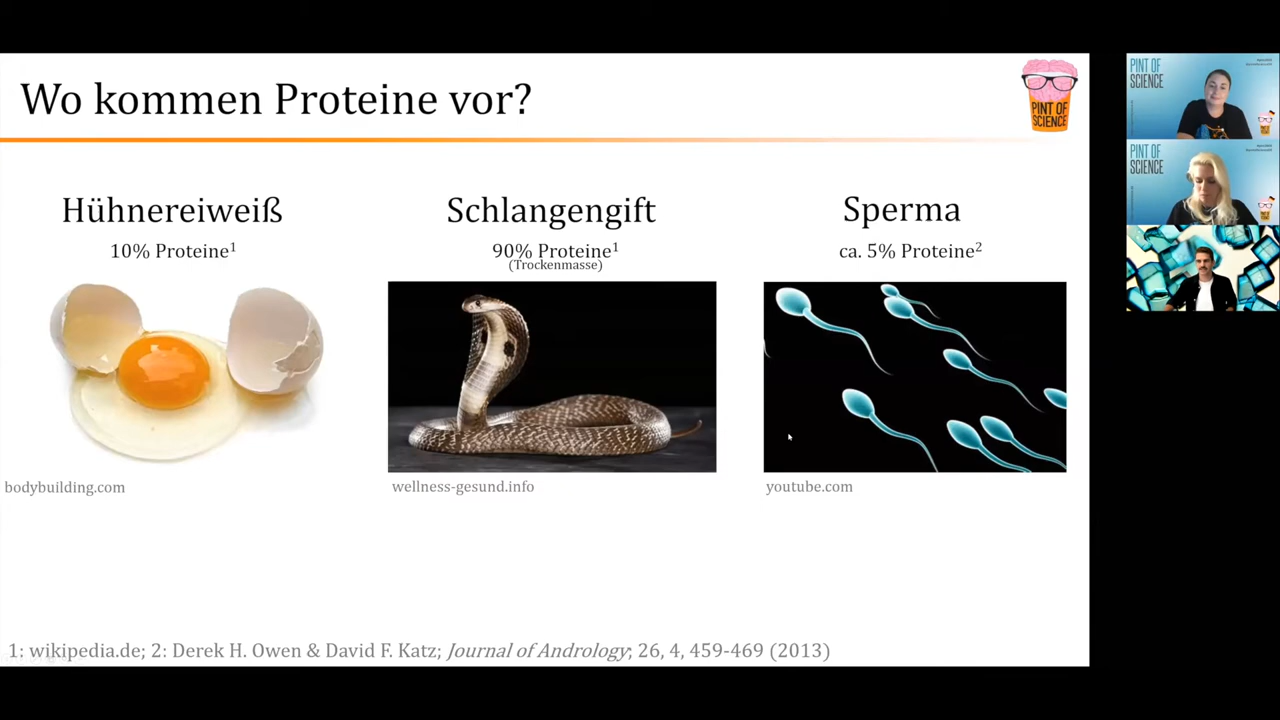 Wo kommen Proteine vor?
PINT OF
SCIENCE
Hühnereiweiß
10% Proteine¹
Schlangengift
90% Proteine¹
(Trockenmasse)
Sperma
ca. 5% Proteine²
bodybuilding.com
wellness-gesund.info
youtube.com
1: wikipedia.de; 2: Derek H. Owen & David F. Katz; Journal of Andrology; 26, 4, 459-469 (2013)
PINT OF
SCIENCE
PINT OF
SCIENCE